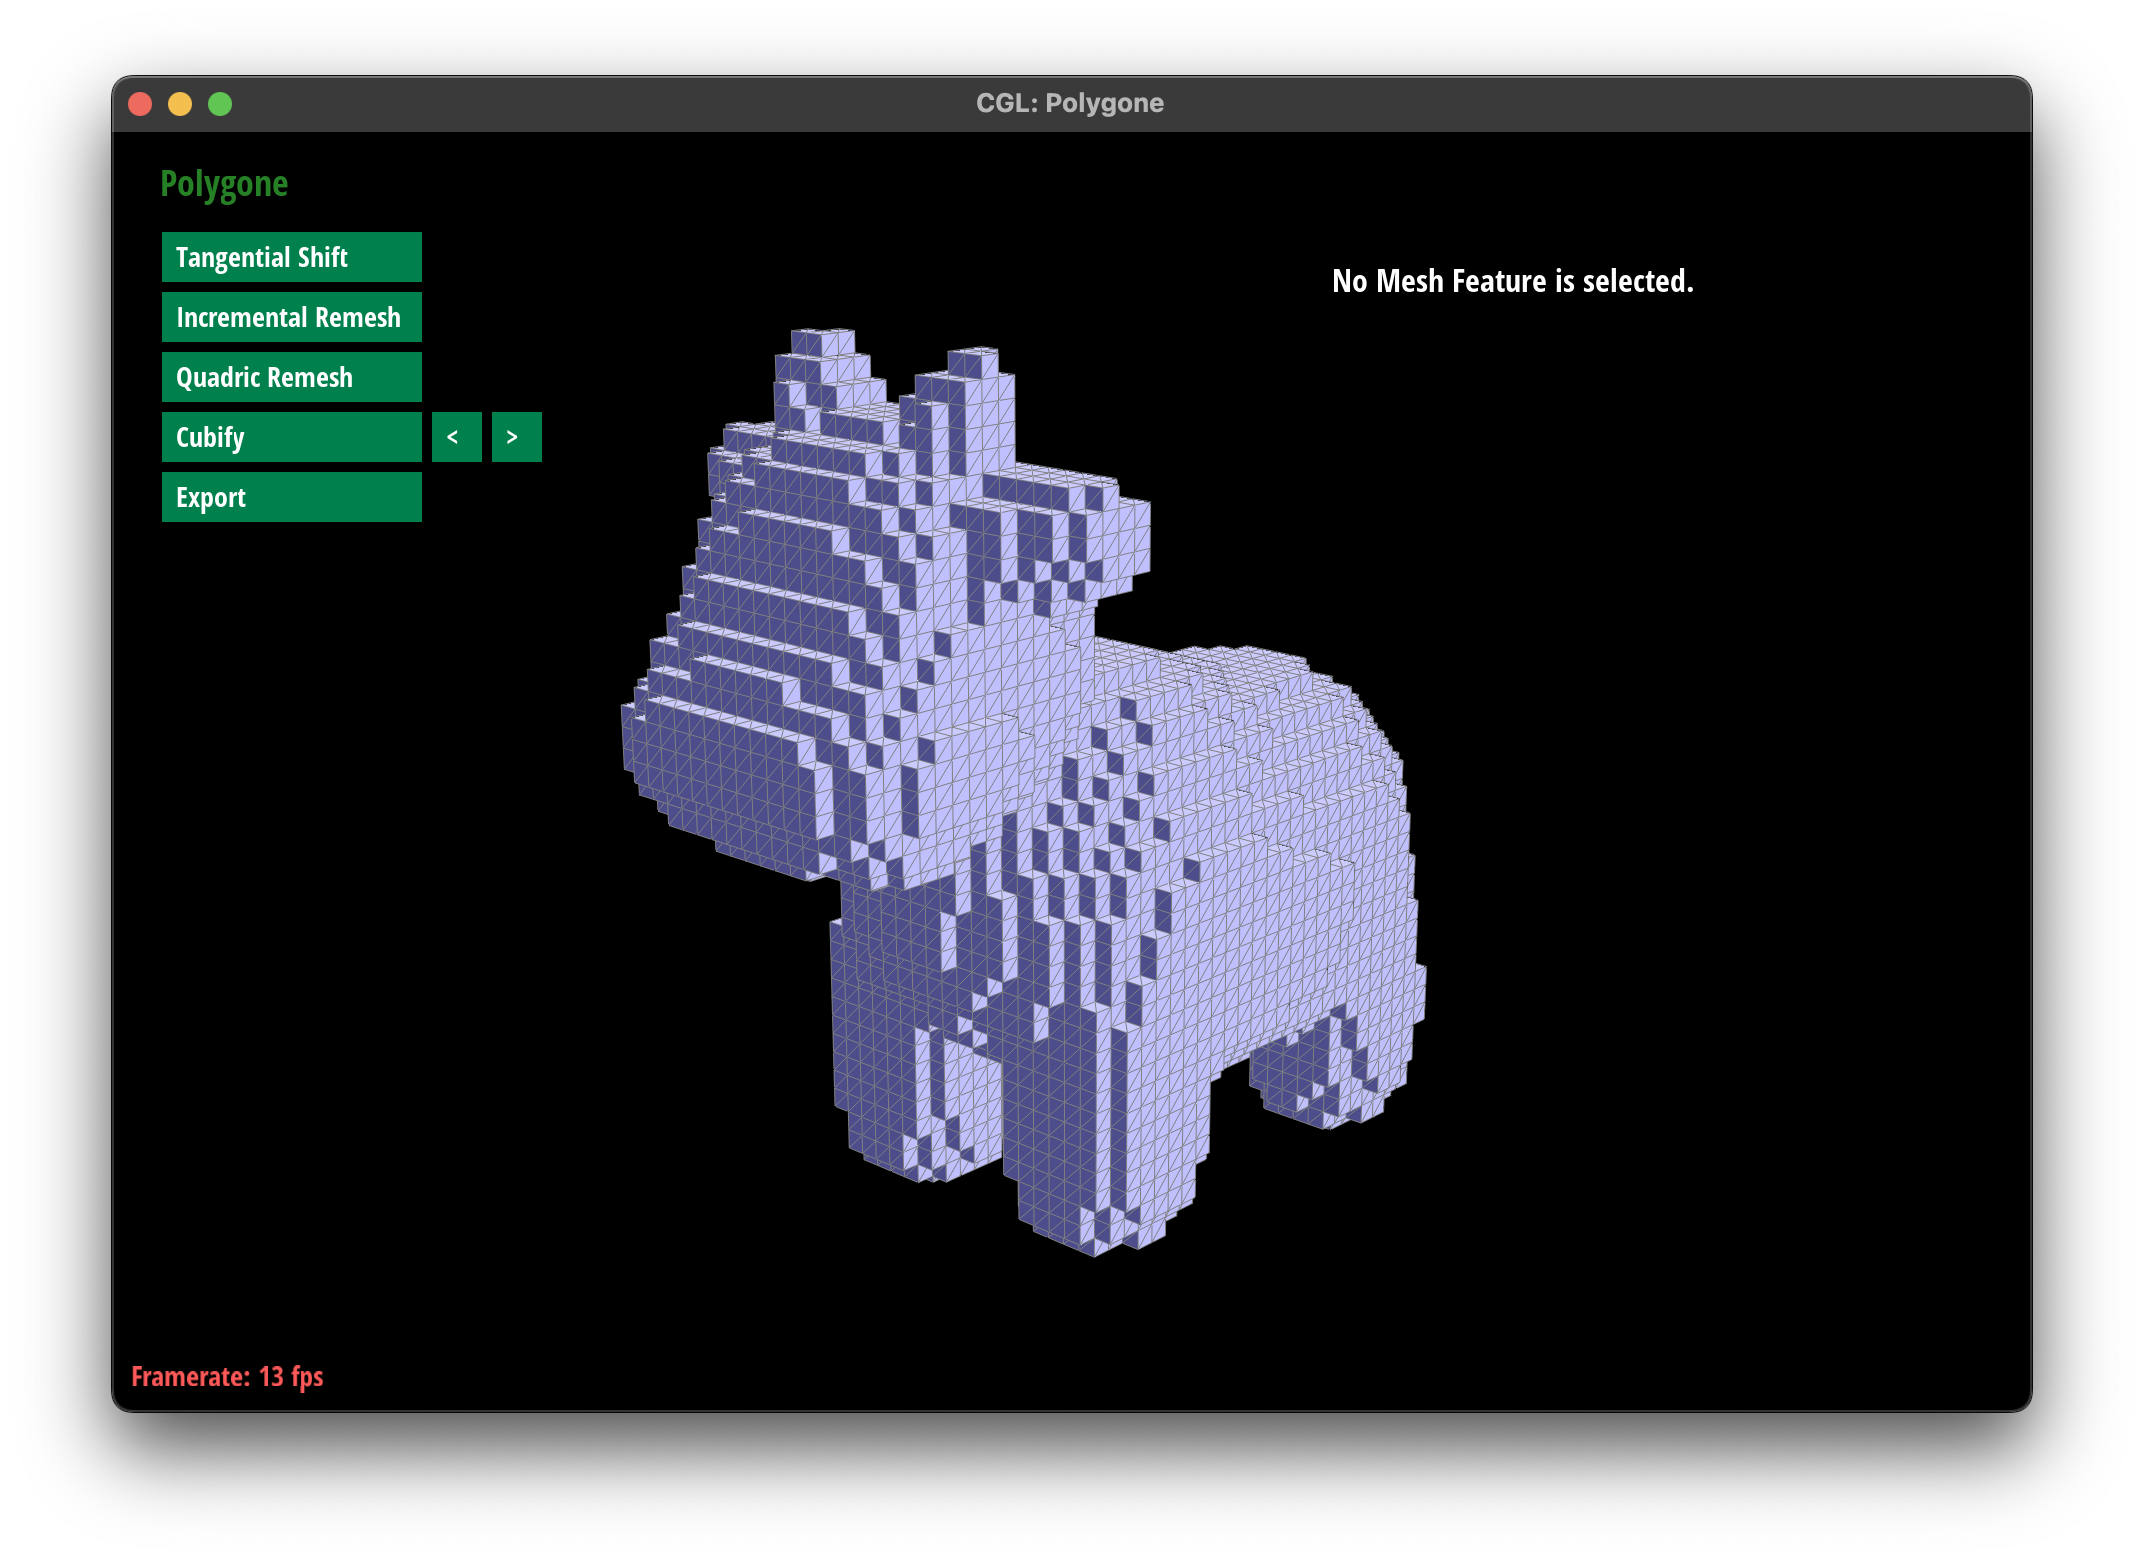 CGL: Polygone
Polygone
Tangential Shift
Incremental Remesh
Quadric Remesh
Cubify < >
Export
No Mesh Feature is selected.
Framerate: 13 fps